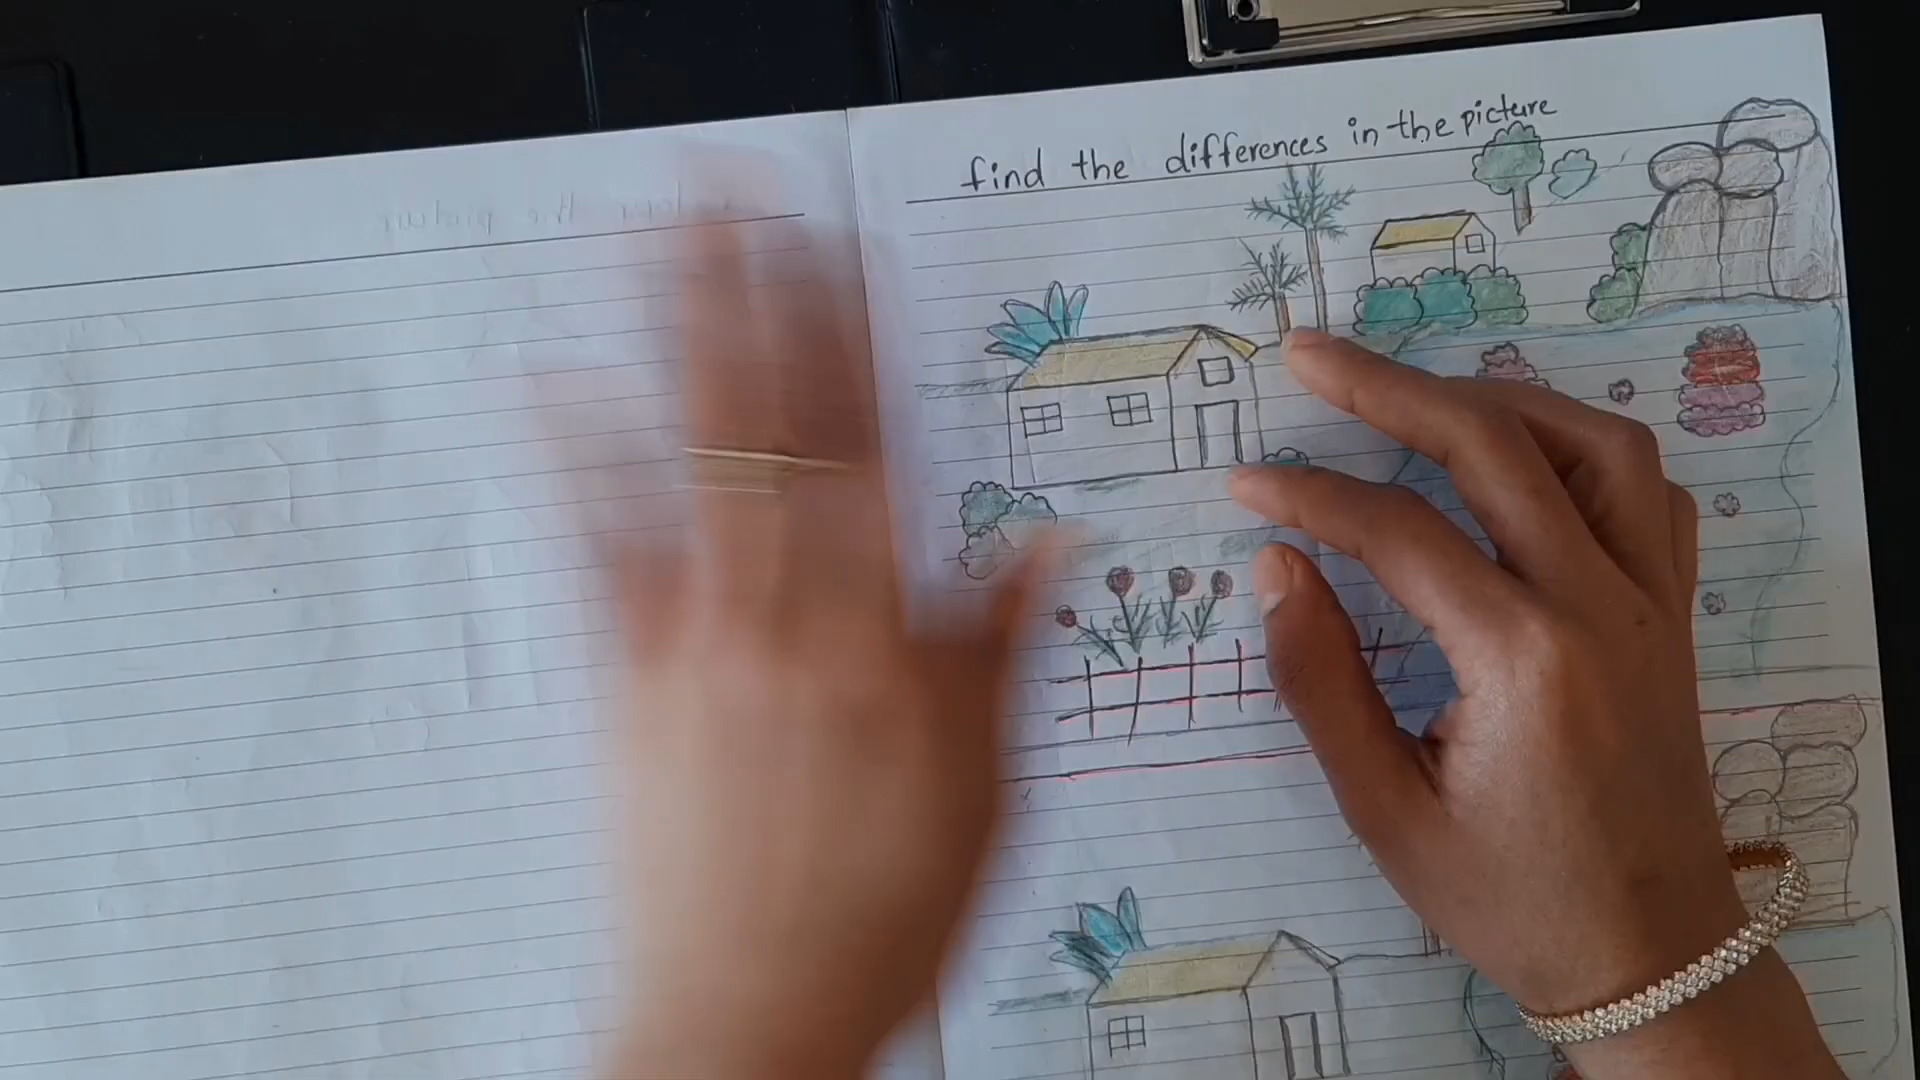 find the differences in the picture